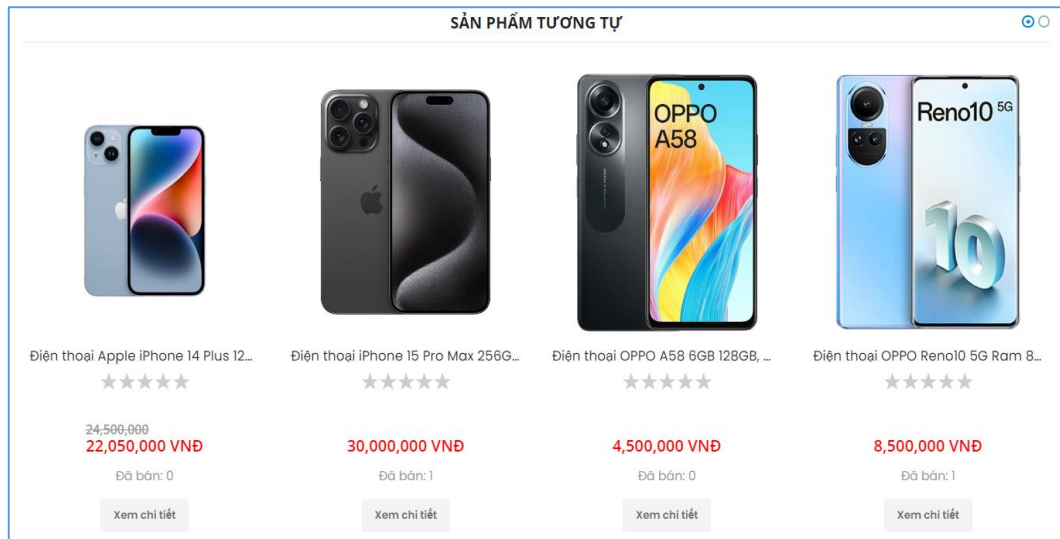 SẢN PHẨM TƯƠNG TỰ
OPPO
A58
Reno10 5G
10
Điện thoại Apple iPhone 14 Plus 12...
Điện thoại iPhone 15 Pro Max 256G...
Điện thoại OPPO A58 6GB 128GB, ...
Điện thoại OPPO Reno10 5G Ram 8...
24,500,000
22,050,000 VNĐ
30,000,000 VNĐ
4,500,000 VNĐ
8,500,000 VNĐ
Đã bán: 0
Đã bán: 1
Đã bán: 0
Đã bán: 1
Xem chi tiết
Xem chi tiết
Xem chi tiết
Xem chi tiết